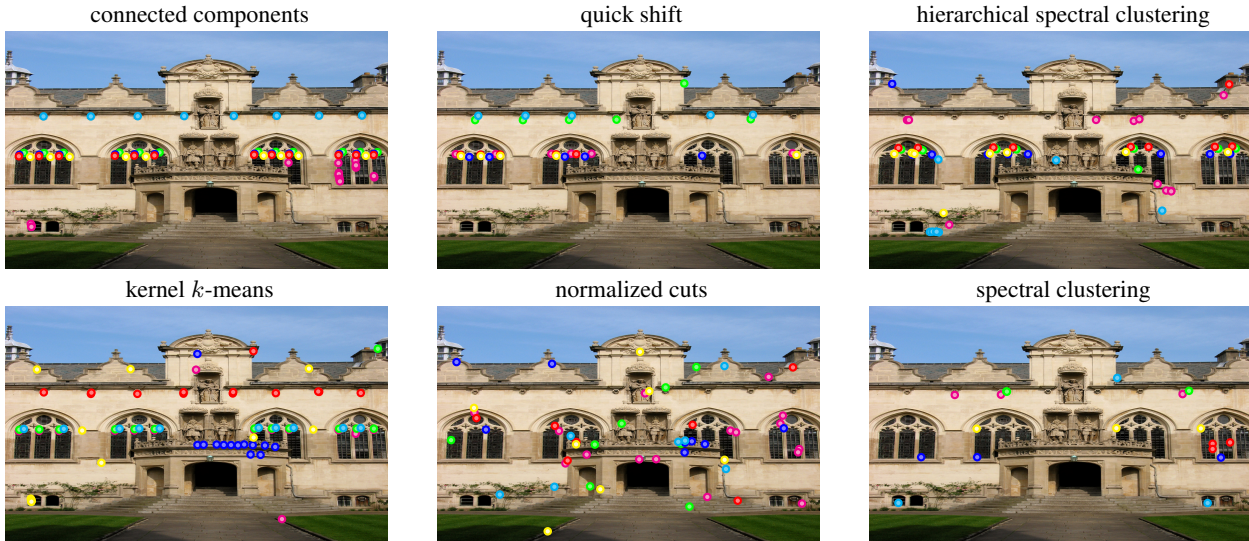 connected components
quick shift
hierarchical spectral clustering
kernel k-means
normalized cuts
spectral clustering